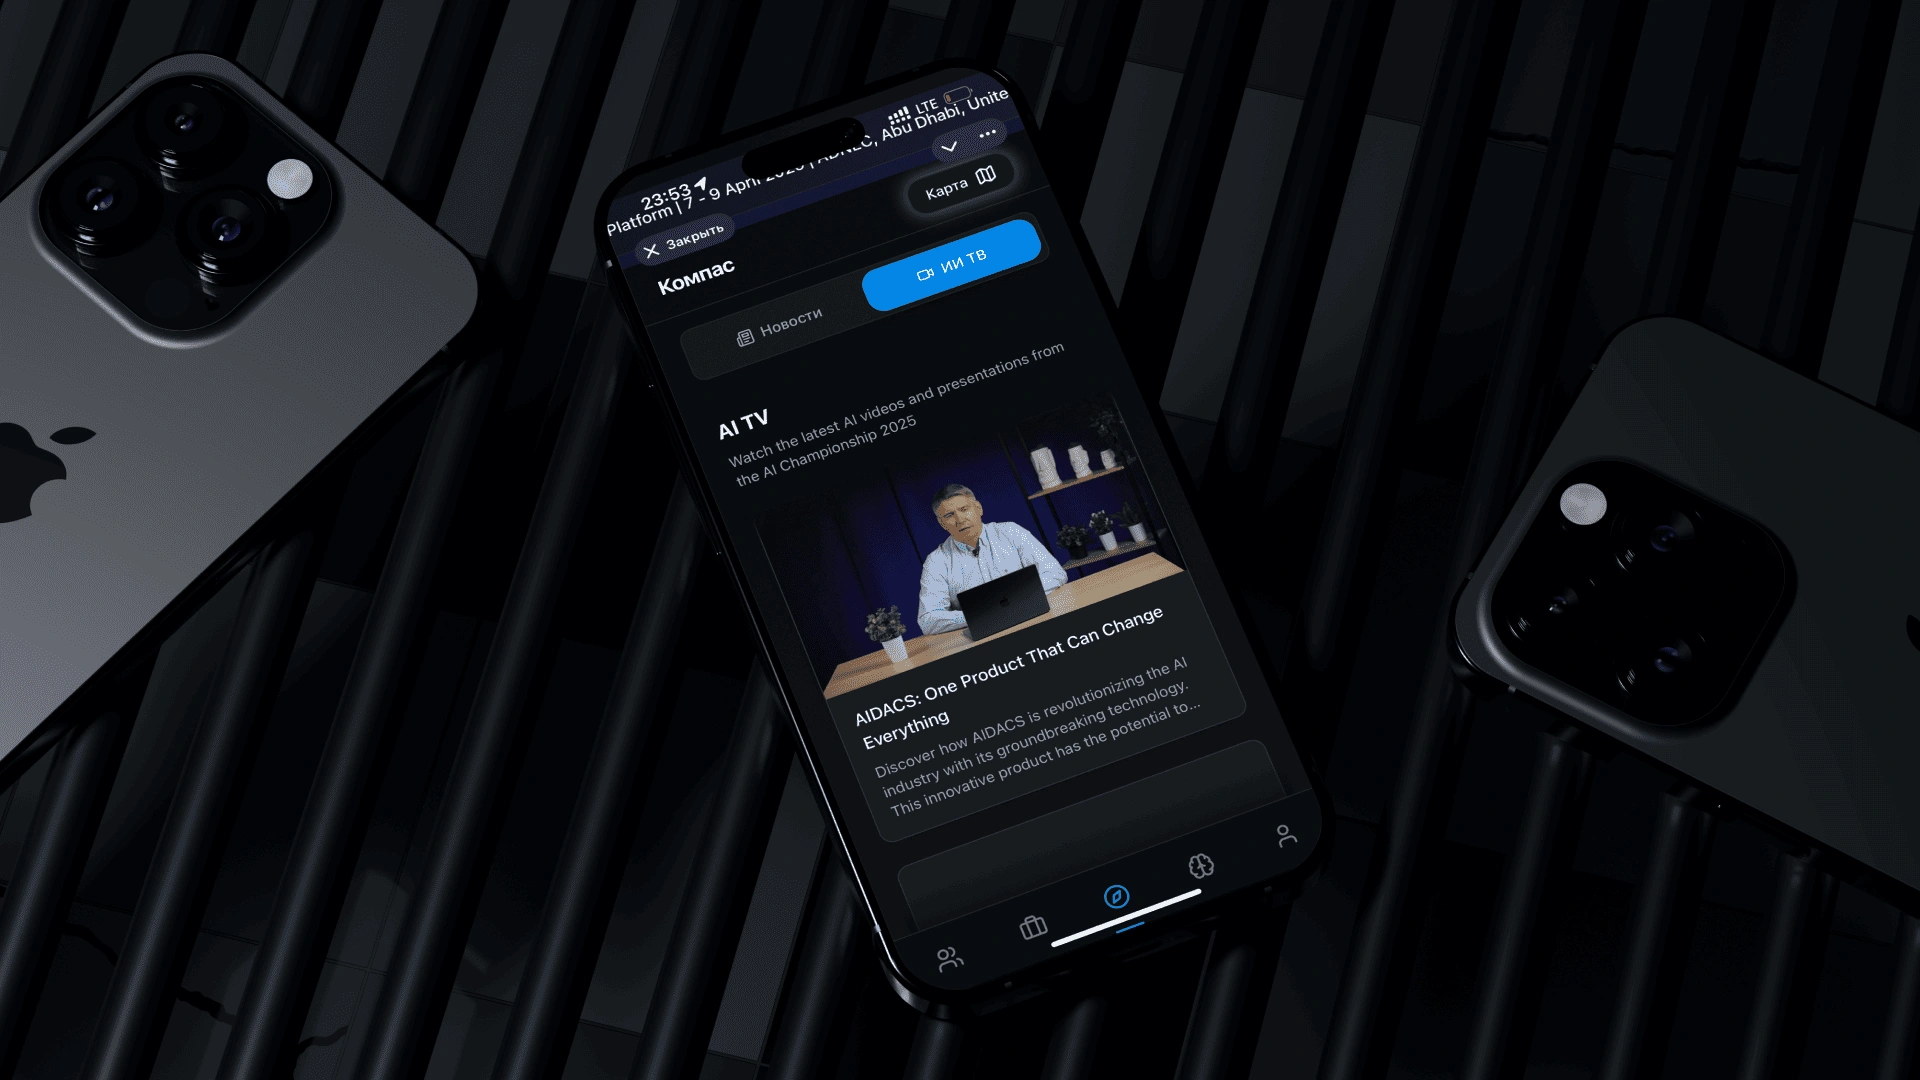 LTE
23:53
Platform | 7 - 9 April 2025 | ADNEC, Abu Dhabi, Unite
Закрыть
Карта
Компас
Новости
ИИ ТВ
AI TV
Watch the latest AI videos and presentations from
the AI Championship 2025
AIDACS: One Product That Can Change
Everything
Discover how AIDACS is revolutionizing the AI
industry with its groundbreaking technology.
This innovative product has the potential to...